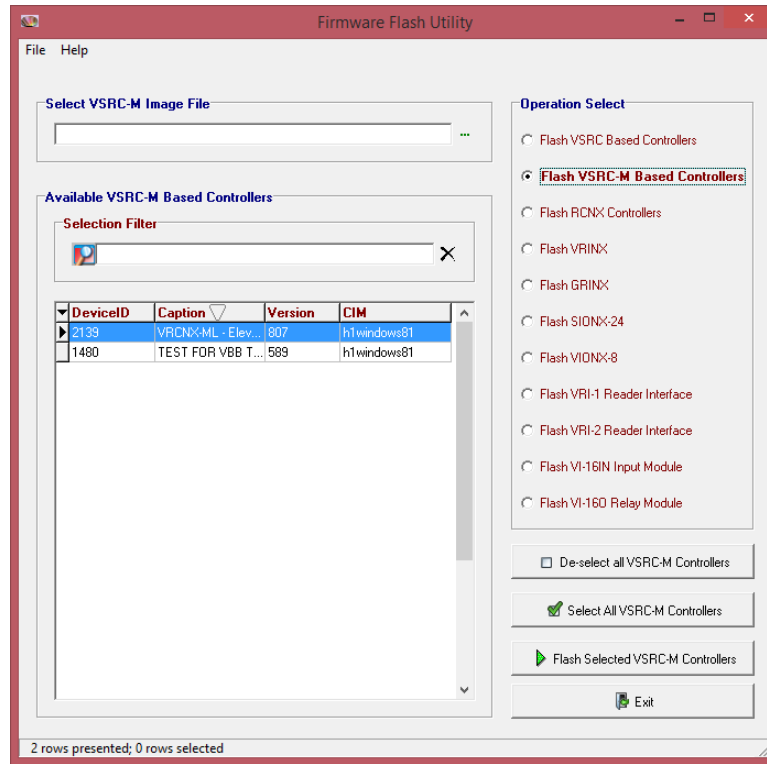 Firmware Flash Utility
File Help
Select VSRC-M Image File
...
Available VSRC-M Based Controllers
Selection Filter
DeviceID Caption Version CIM
2139 VRCNX-ML - Elev... 807 h1windows81
1480 TEST FOR VBB T... 589 h1windows81
Operation Select
Flash VSRC Based Controllers
Flash VSRC-M Based Controllers
Flash RCNX Controllers
Flash VRINX
Flash GRINX
Flash SIONX-24
Flash VIONX-8
Flash VRI-1 Reader Interface
Flash VRI-2 Reader Interface
Flash VI-16IN Input Module
Flash VI-16O Relay Module
De-select all VSRC-M Controllers
Select All VSRC-M Controllers
Flash Selected VSRC-M Controllers
Exit
2 rows presented; 0 rows selected